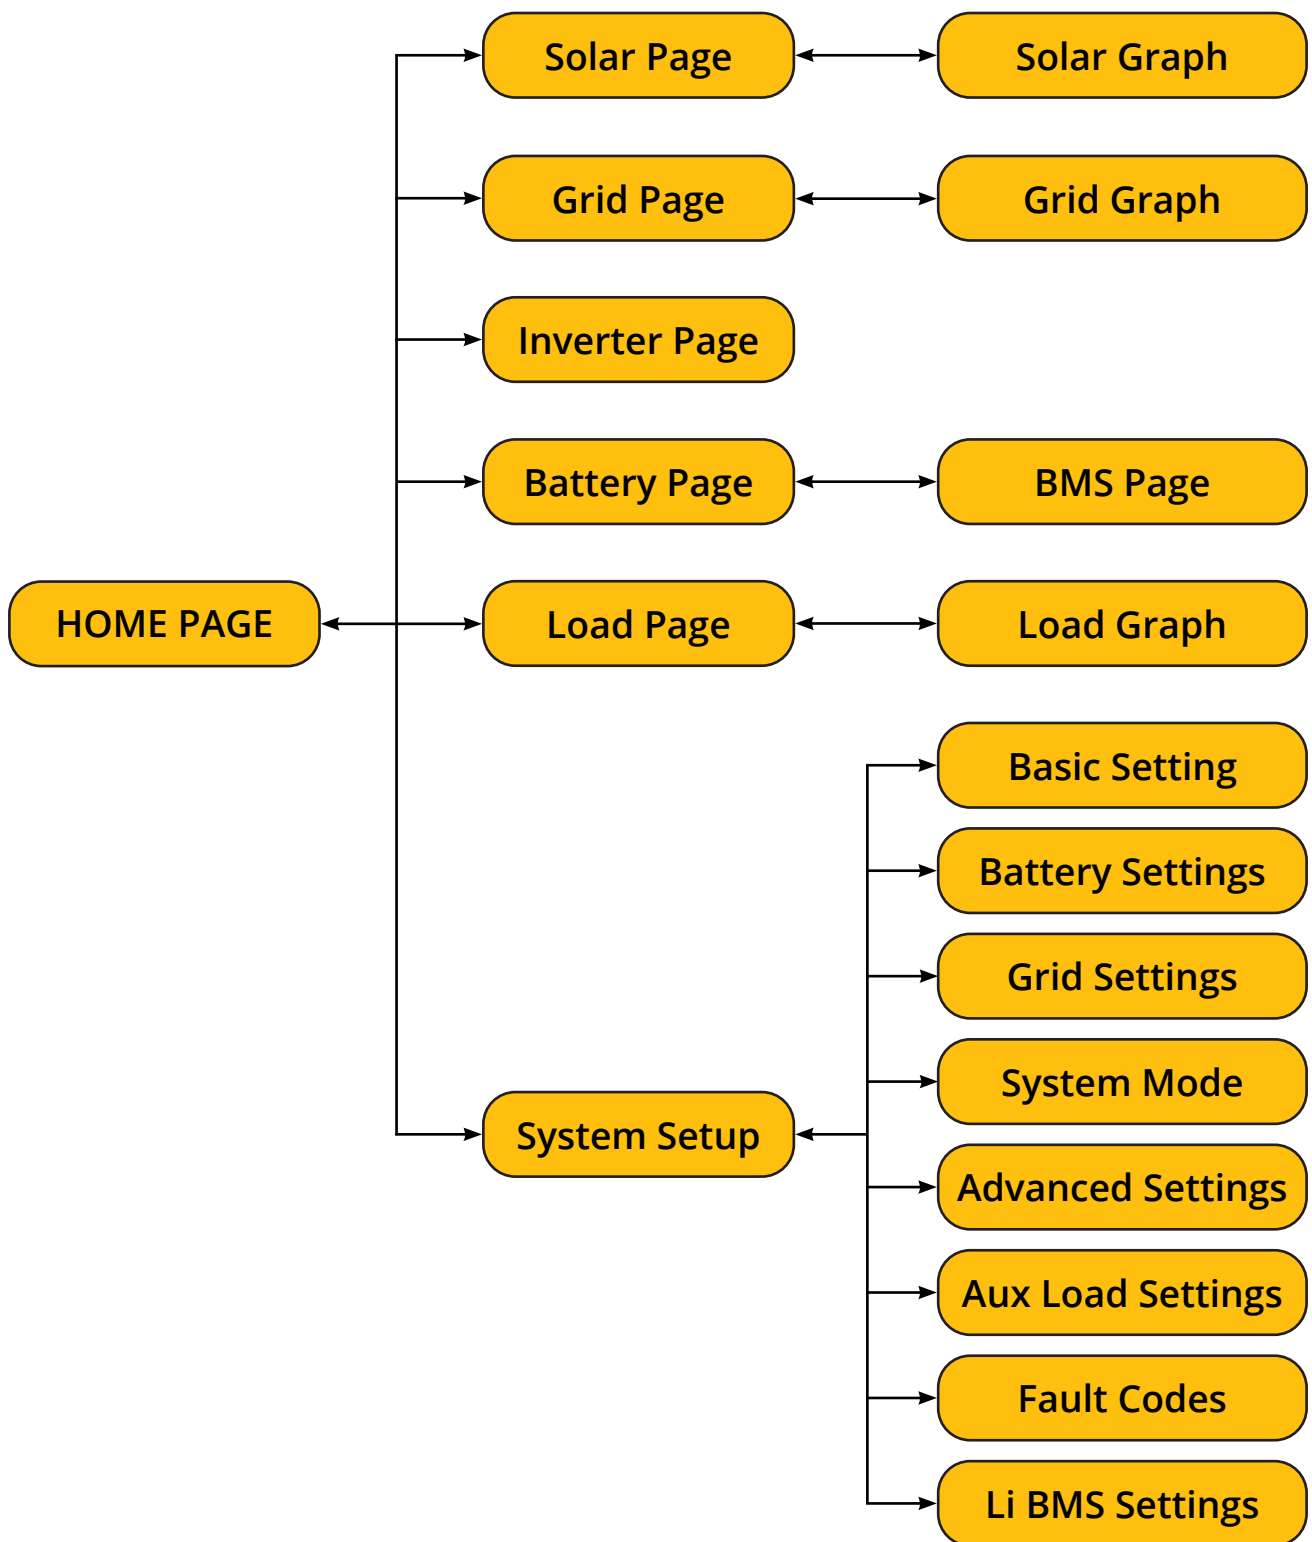 Solar Page
Solar Graph
Grid Page
Grid Graph
Inverter Page
Battery Page
BMS Page
HOME PAGE
Load Page
Load Graph
Basic Setting
Battery Settings
Grid Settings
System Mode
System Setup
Advanced Settings
Aux Load Settings
Fault Codes
Li BMS Settings